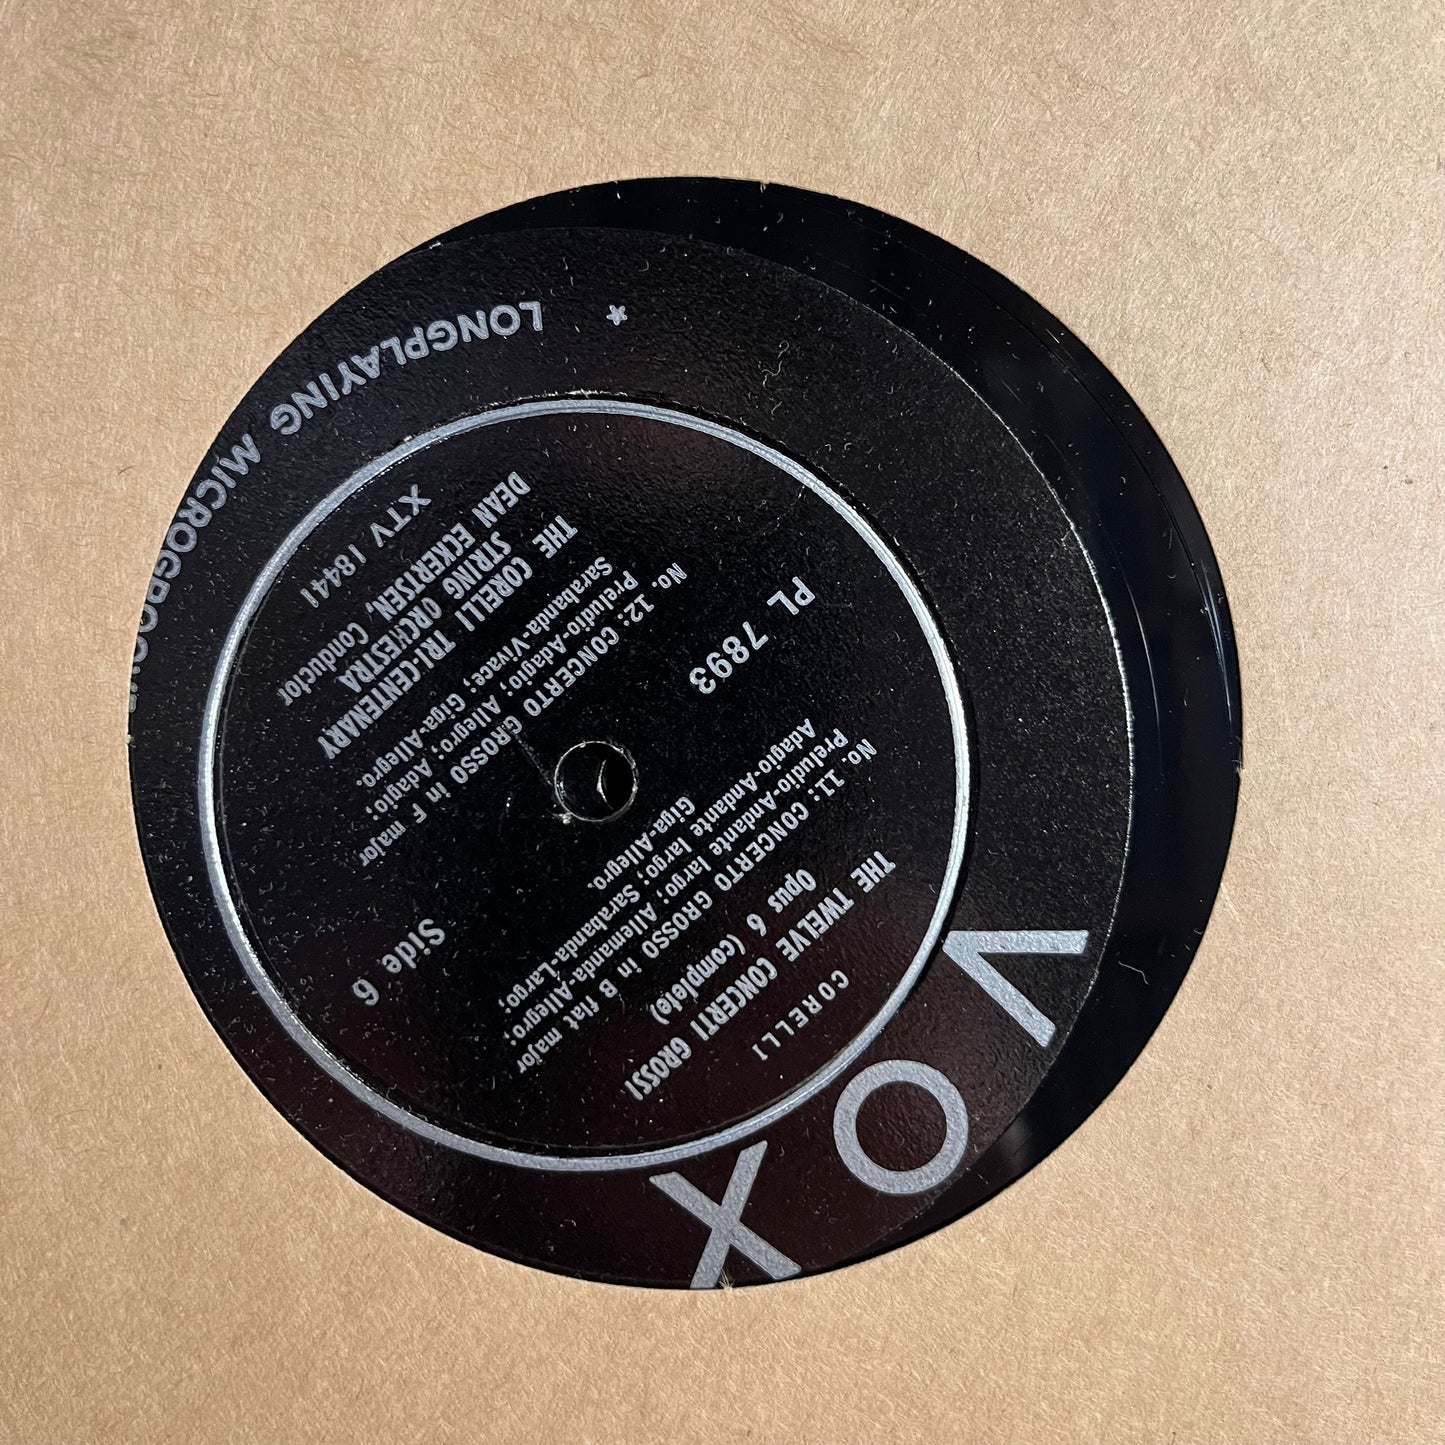 VOX
CORELLI
THE TWELVE CONCERTI GROSSI
Opus 6 (complete)
No. 11: CONCERTO GROSSO in B flat major
Preludio-Andante largo; Allemanda-Allegro;
Adagio-Andante largo; Sarabanda-Largo;
Giga-Allegro.
PL 7893
Side 6
No. 12: CONCERTO GROSSO in F major
Preludio-Adagio; Allegro; Adagio;
Sarabanda-Vivace; Giga-Allegro.
THE CORELLI TRI-CENTENARY
STRING ORCHESTRA
DEAN ECKERTSEN, Conductor
XTV 18441
* LONGPLAYING MICROGROOVE